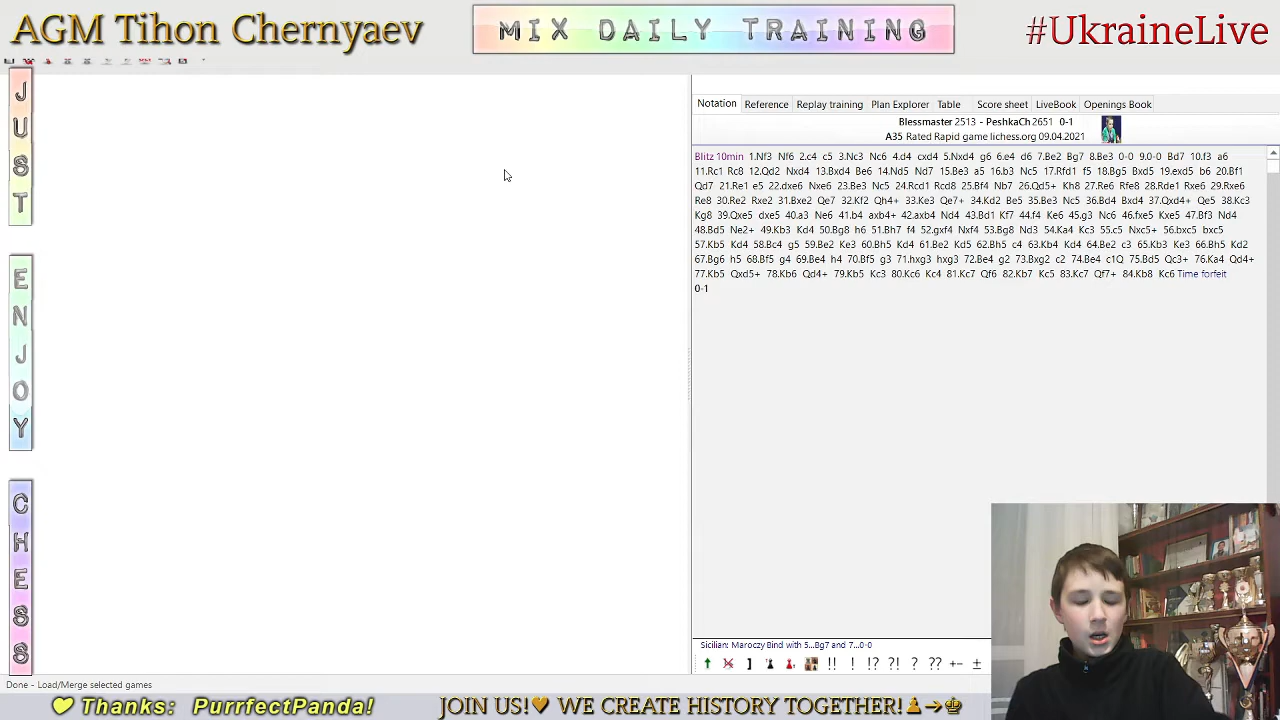 AGM Tihon Chernyaev
MIX DAILY TRAINING
#UkraineLive
JUST
ENJOY
CHESS
Notation Reference Replay training Plan Explorer Table Score sheet LiveBook Openings Book
Blessmaster 2513 - PeshkaCh 2651 0-1
A35 Rated Rapid game lichess.org 09.04.2021
Blitz 10min 1.Nf3 Nf6 2.c4 c5 3.Nc3 Nc6 4.d4 cxd4 5.Nxd4 g6 6.e4 d6 7.Be2 Bg7 8.Be3 0-0 9.0-0 Bd7 10.f3 a6
11.Rc1 Rc8 12.Qd2 Nxd4 13.Bxd4 Be6 14.Nd5 Nd7 15.Be3 a5 16.b3 Nc5 17.Rfd1 f5 18.Bg5 Bxd5 19.exd5 b6 20.Bf1
Qd7 21.Re1 e5 22.dxe6 Nxe6 23.Be3 Nc5 24.Rcd1 Rcd8 25.Bf4 Nb7 26.Qd5+ Kh8 27.Re6 Rfe8 28.Rde1 Rxe6 29.Rxe6
Re8 30.Re2 Rxe2 31.Bxe2 Qe7 32.Kf2 Qh4+ 33.Ke3 Qe7+ 34.Kd2 Be5 35.Be3 Nc5 36.Bd4 Bxd4 37.Qxd4+ Qe5 38.Kc3
Kg8 39.Qxe5 dxe5 40.a3 Ne6 41.b4 axb4+ 42.axb4 Nd4 43.Bd1 Kf7 44.f4 Ke6 45.g3 Nc6 46.fxe5 Kxe5 47.Bf3 Nd4
48.Bd5 Ne2+ 49.Kb3 Kd4 50.Bg8 h6 51.Bh7 f4 52.gxf4 Nxf4 53.Bg8 Nd3 54.Ka4 Kc3 55.c5 Nxc5+ 56.bxc5 bxc5
57.Kb5 Kd4 58.Bc4 g5 59.Be2 Ke3 60.Bh5 Kd4 61.Be2 Kd5 62.Bh5 c4 63.Kb4 Kd4 64.Be2 c3 65.Kb3 Ke3 66.Bh5 Kd2
67.Bg6 h5 68.Bf5 g4 69.Be4 h4 70.Bf5 g3 71.hxg3 hxg3 72.Be4 g2 73.Bxg2 c2 74.Be4 c1Q 75.Bd5 Qc3+ 76.Ka4 Qd4+
77.Kb5 Qxd5+ 78.Kb6 Qd4+ 79.Kb5 Kc3 80.Kc6 Kc4 81.Kc7 Qf6 82.Kb7 Kc5 83.Kc7 Qf7+ 84.Kb8 Kc6 Time forfeit
0-1
Sicilian: Maroczy Bind with 5...Bg7 and 7...0-0
] !! ! !? ?! ? ?? +− ±
Done - Load/Merge selected games
Thanks: PurrfectPanda!
JOIN US! WE CREATE HISTORY TOGETHER!